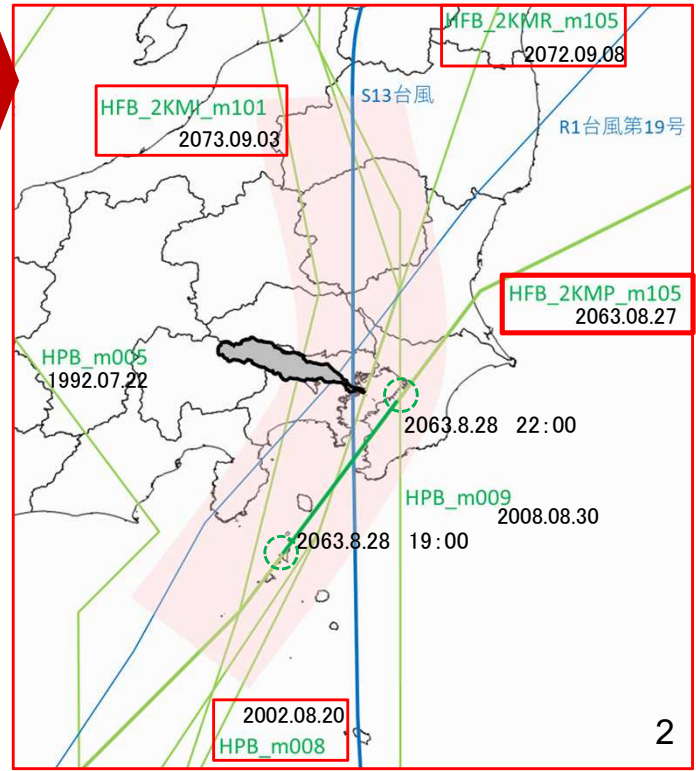 HFB_2KMR_m105
2072.09.08
HFB_2KMI_m101
2073.09.03
S13台風
R1台風第19号
HFB_2KMP_m105
2063.08.27
HPB_m005
1992.07.22
2063.8.28 22:00
HPB_m009
2008.08.30
2063.8.28 19:00
2002.08.20
HPB_m008
2